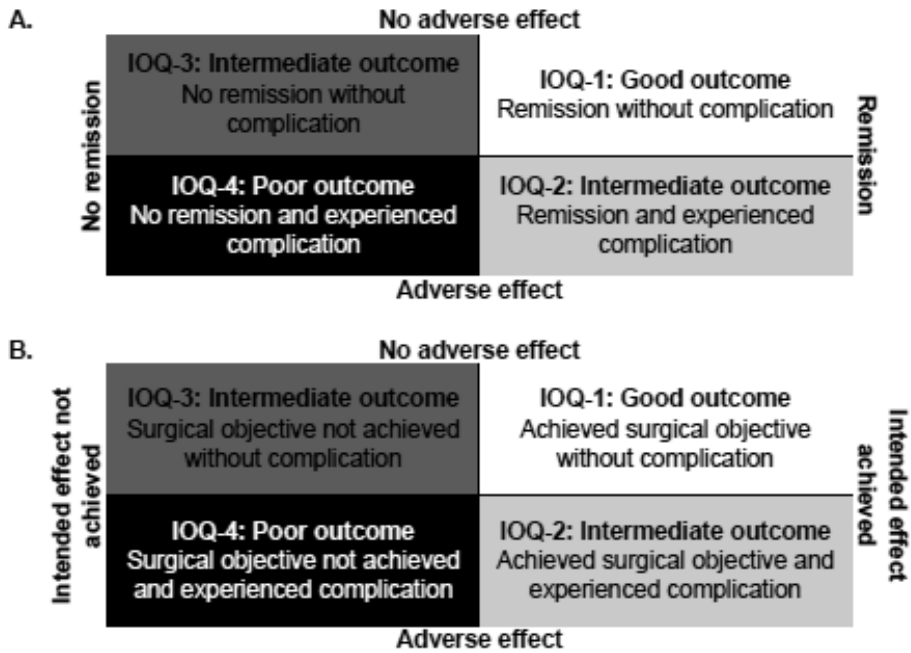 A.
No adverse effect
No remission
IOQ-3: Intermediate outcome
No remission without
complication
IOQ-1: Good outcome
Remission without complication
IOQ-4: Poor outcome
No remission and experienced
complication
IOQ-2: Intermediate outcome
Remission and experienced
complication
Remission
Adverse effect
B.
No adverse effect
Intended effect not
achieved
IOQ-3: Intermediate outcome
Surgical objective not achieved
without complication
IOQ-1: Good outcome
Achieved surgical objective
without complication
IOQ-4: Poor outcome
Surgical objective not achieved
and experienced complication
IOQ-2: Intermediate outcome
Achieved surgical objective and
experienced complication
Intended effect
achieved
Adverse effect